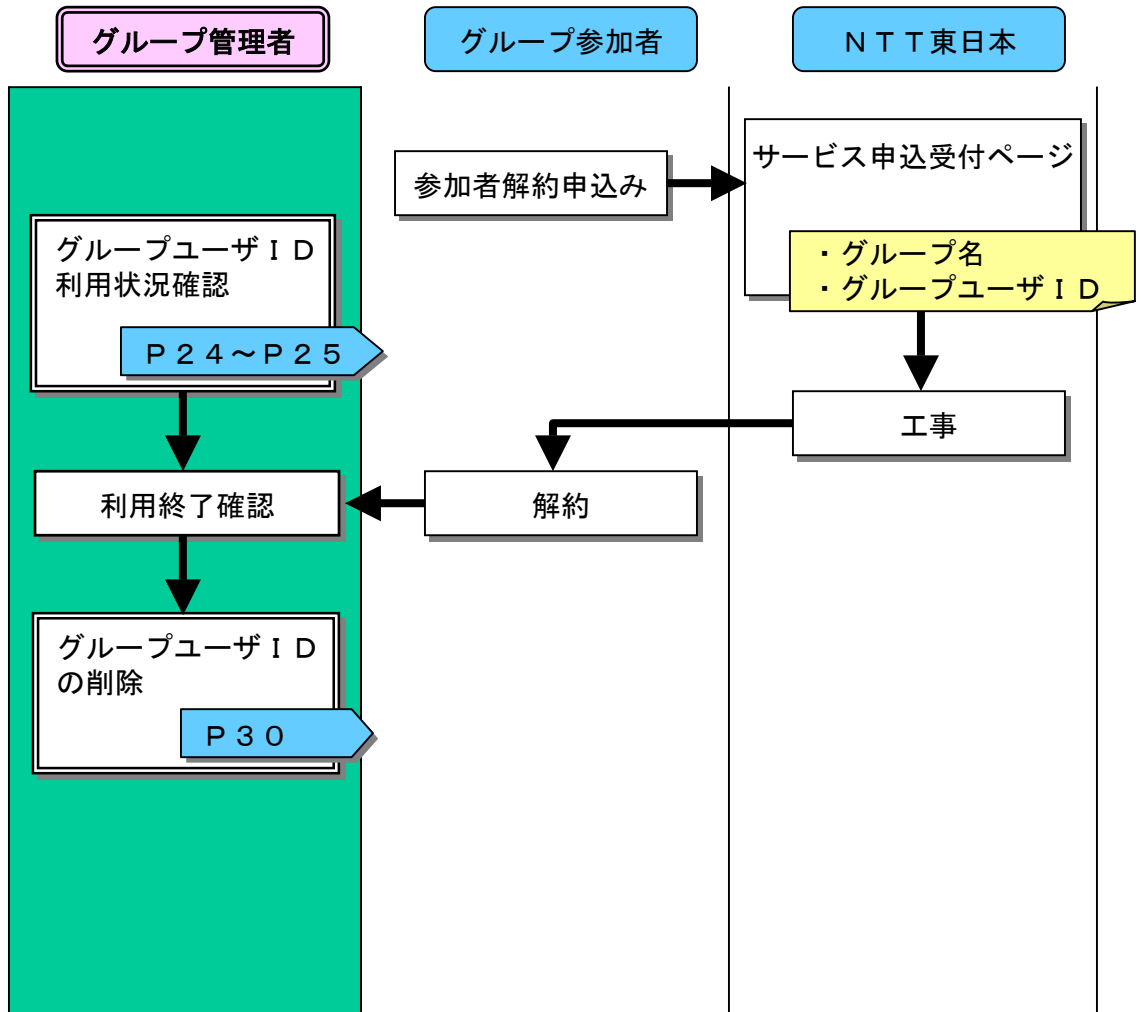 グループ管理者
グループ参加者
ＮＴＴ東日本
参加者解約申込み
サービス申込受付ページ
・グループ名
・グループユーザＩＤ
グループユーザＩＤ
利用状況確認
Ｐ２４～Ｐ２５
工事
利用終了確認
解約
グループユーザＩＤ
の削除
Ｐ３０